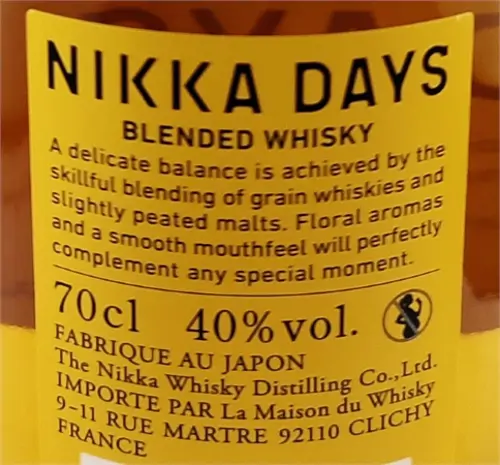 NIKKA DAYS
BLENDED WHISKY
A delicate balance is achieved by the
skillful blending of grain whiskies and
slightly peated malts. Floral aromas
and a smooth mouthfeel will perfectly
complement any special moment.
70cl 40%vol.
FABRIQUE AU JAPON
The Nikka Whisky Distilling Co.,Ltd.
IMPORTE PAR La Maison du Whisky
9-11 RUE MARTRE 92110 CLICHY
FRANCE